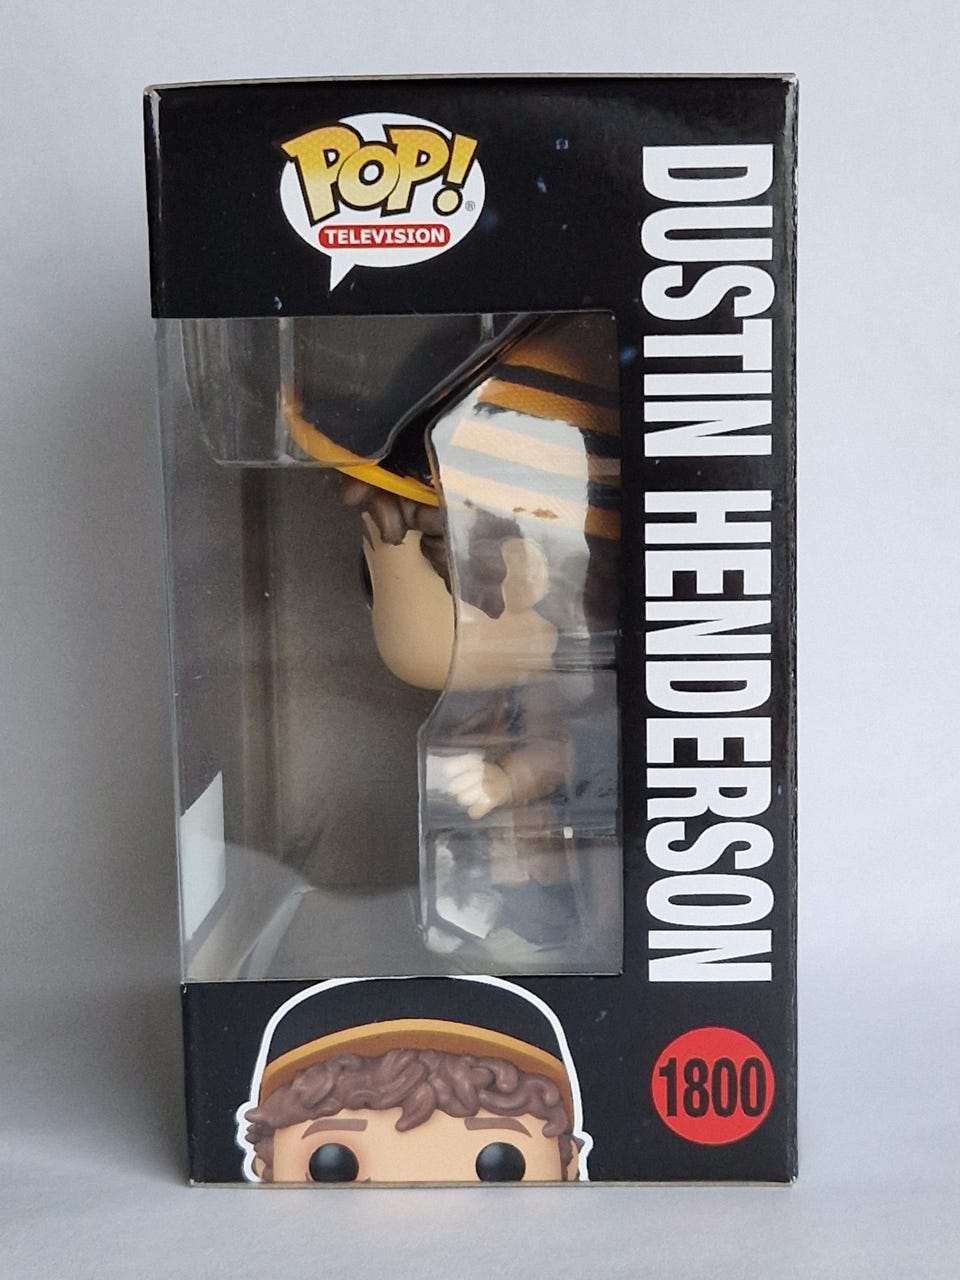 POP!®
TELEVISION
DUSTIN HENDERSON
1800